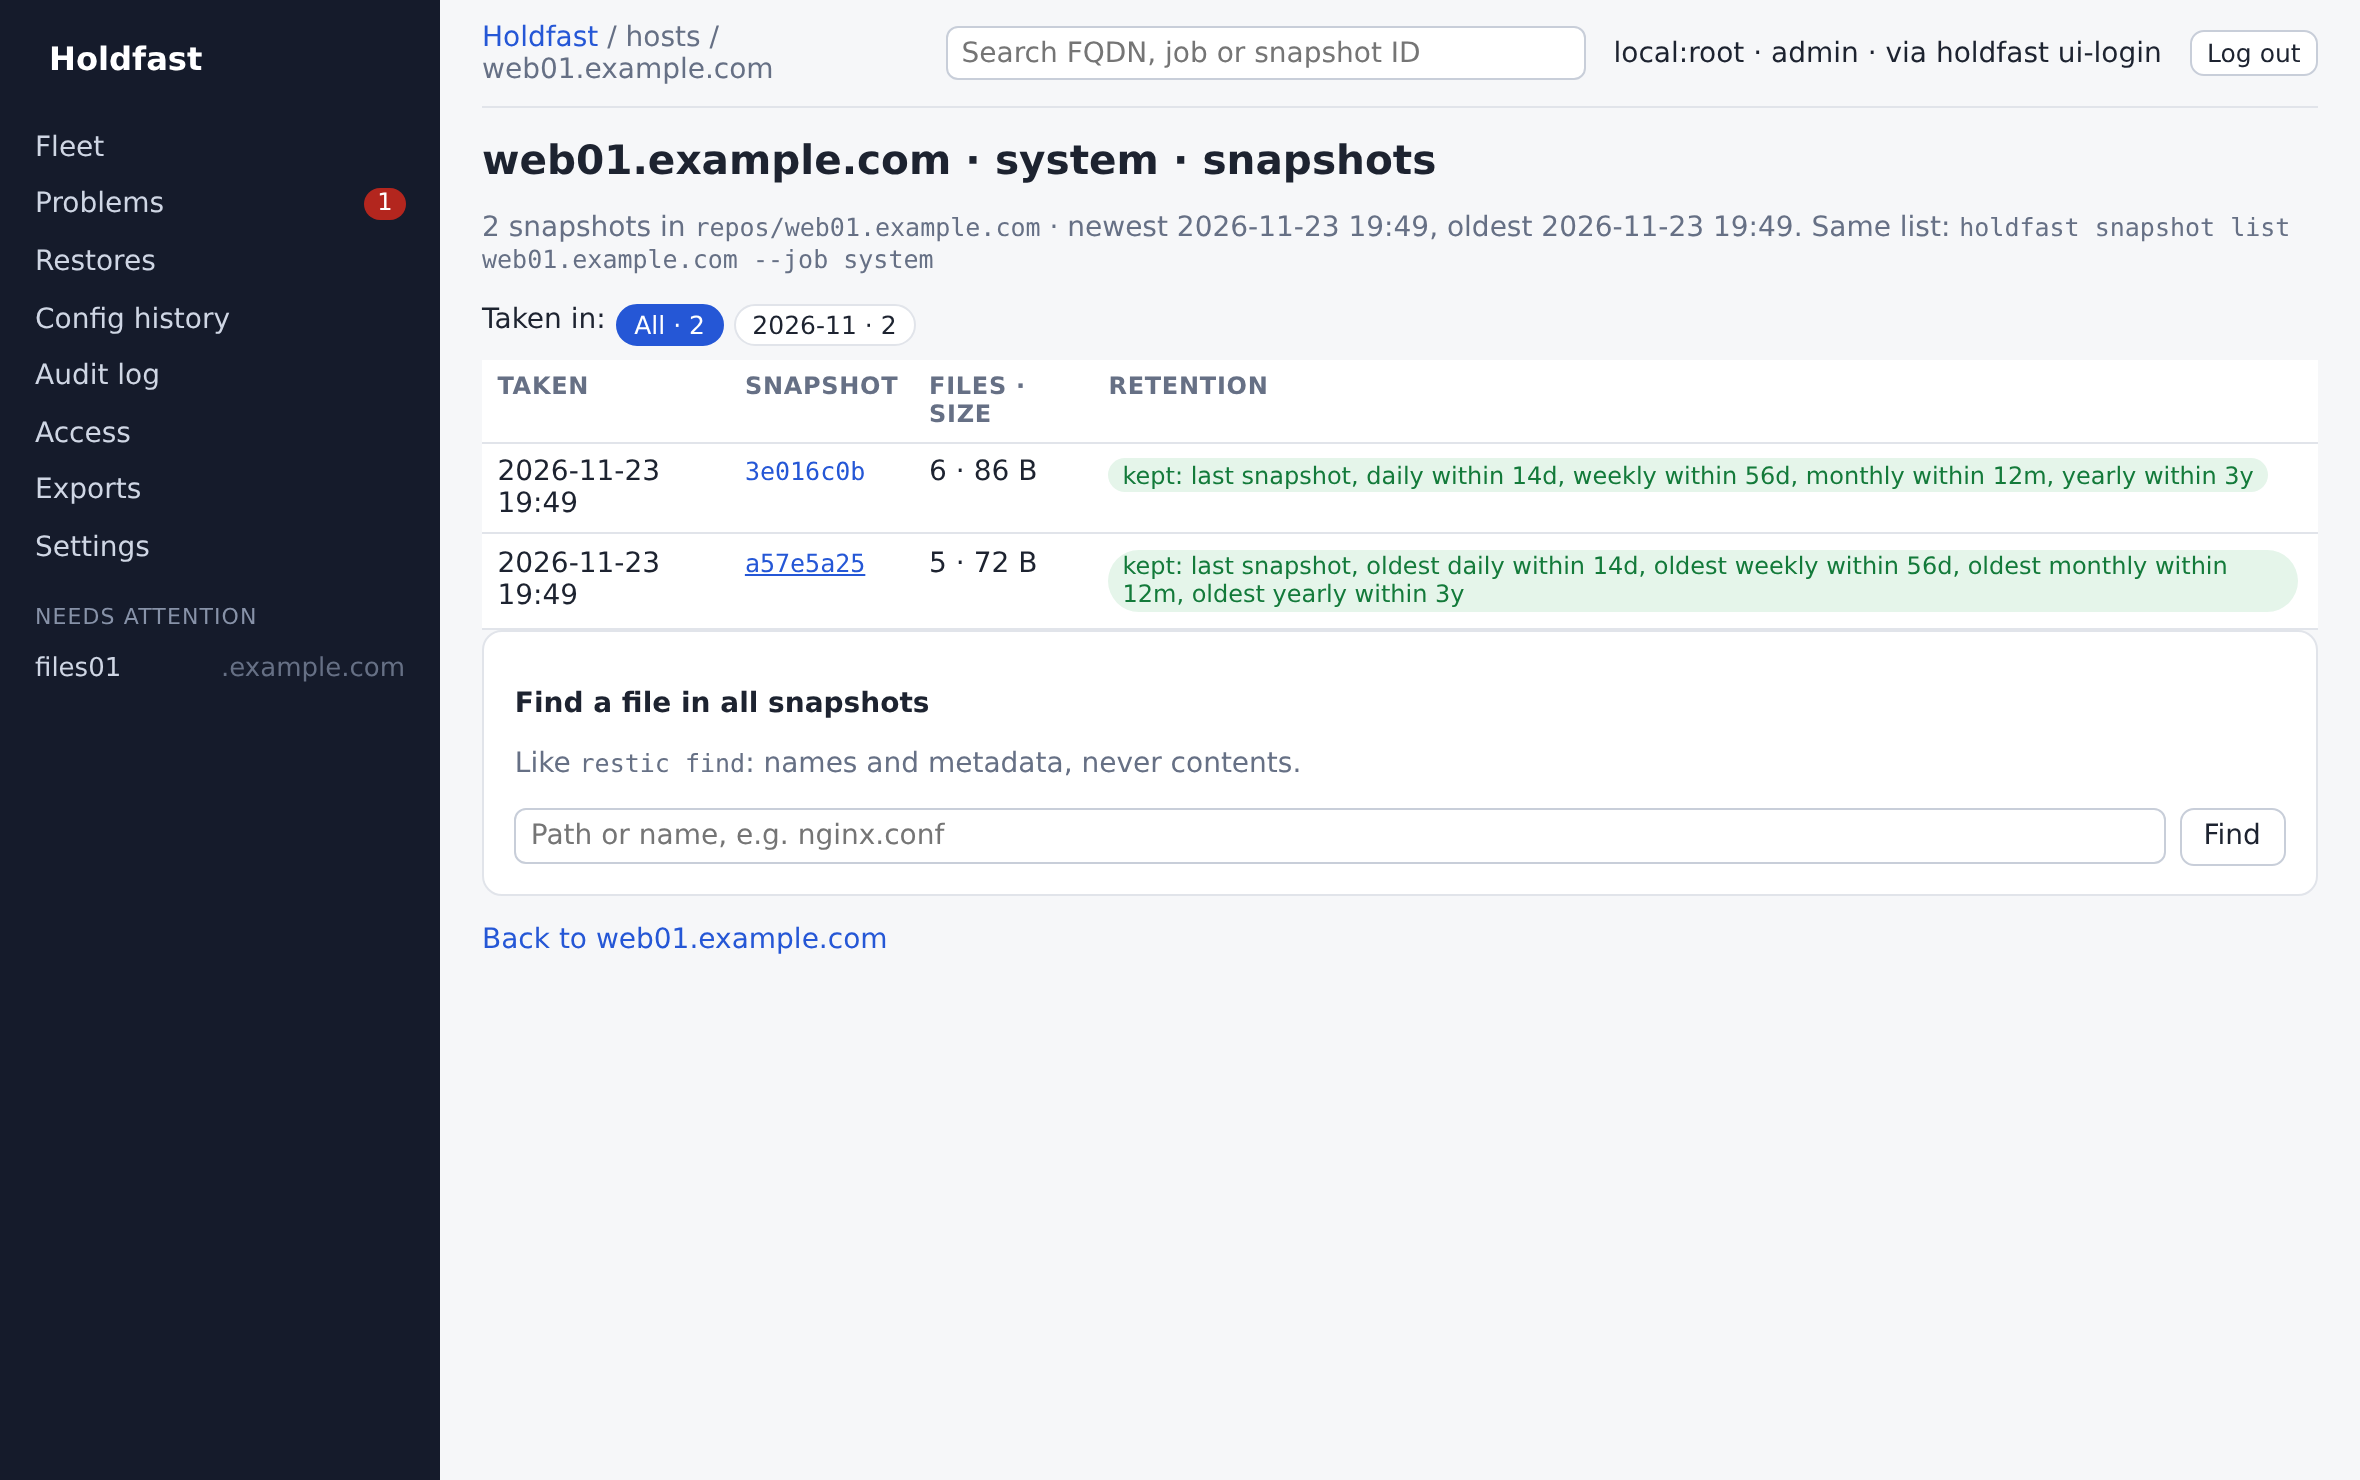 Holdfast
Fleet
Problems 1
Restores
Config history
Audit log
Access
Exports
Settings
NEEDS ATTENTION
files01 .example.com
Holdfast / hosts /
web01.example.com
Search FQDN, job or snapshot ID
local:root · admin · via holdfast ui-login
Log out
web01.example.com · system · snapshots
2 snapshots in repos/web01.example.com · newest 2026-11-23 19:49, oldest 2026-11-23 19:49. Same list: holdfast snapshot list
web01.example.com --job system
Taken in: All · 2 2026-11 · 2
TAKEN SNAPSHOT FILES · RETENTION
SIZE
2026-11-23 3e016c0b 6 · 86 B kept: last snapshot, daily within 14d, weekly within 56d, monthly within 12m, yearly within 3y
19:49
2026-11-23 a57e5a25 5 · 72 B kept: last snapshot, oldest daily within 14d, oldest weekly within 56d, oldest monthly within
19:49 12m, oldest yearly within 3y
Find a file in all snapshots
Like restic find: names and metadata, never contents.
Path or name, e.g. nginx.conf Find
Back to web01.example.com